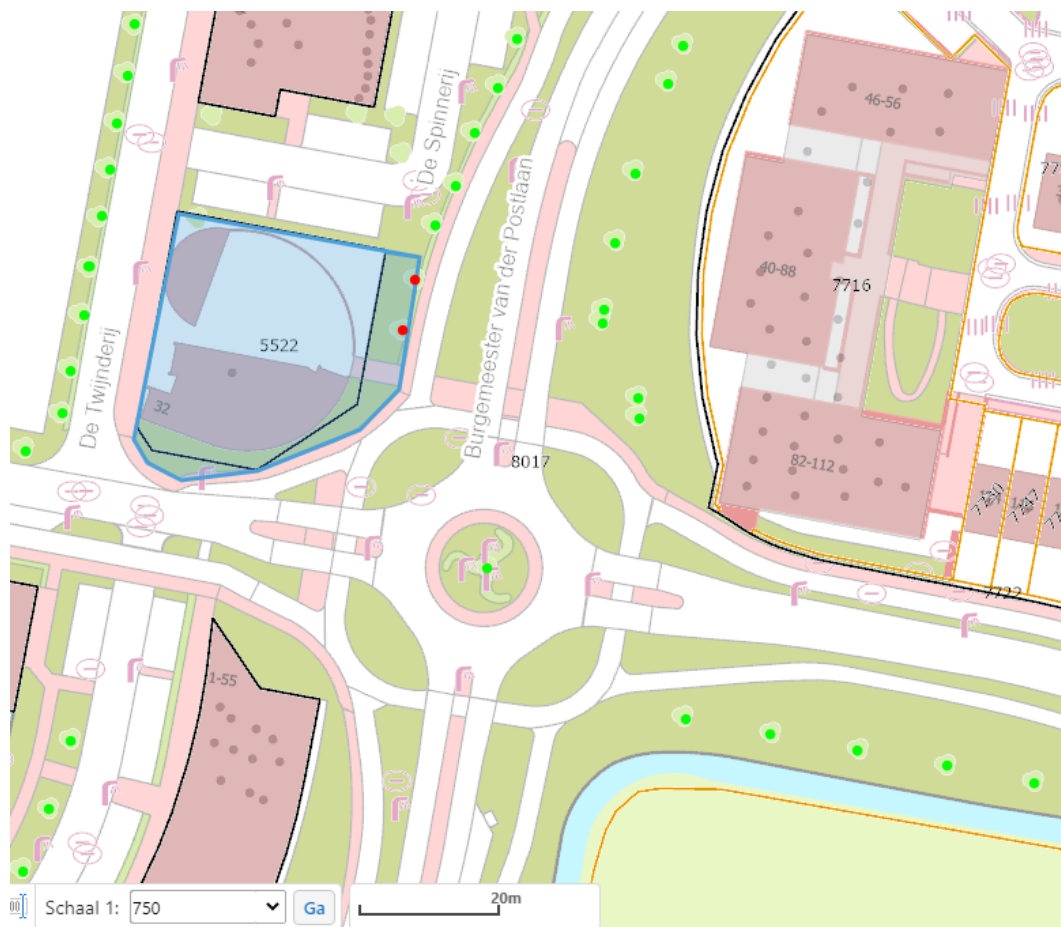 De Spinnerij
46-56
Burgemeester van der Postlaan
40-88
7716
5522
De Twijnderij
32
8017
82-112
7722
1-55
Schaal 1: 750 Ga
20m